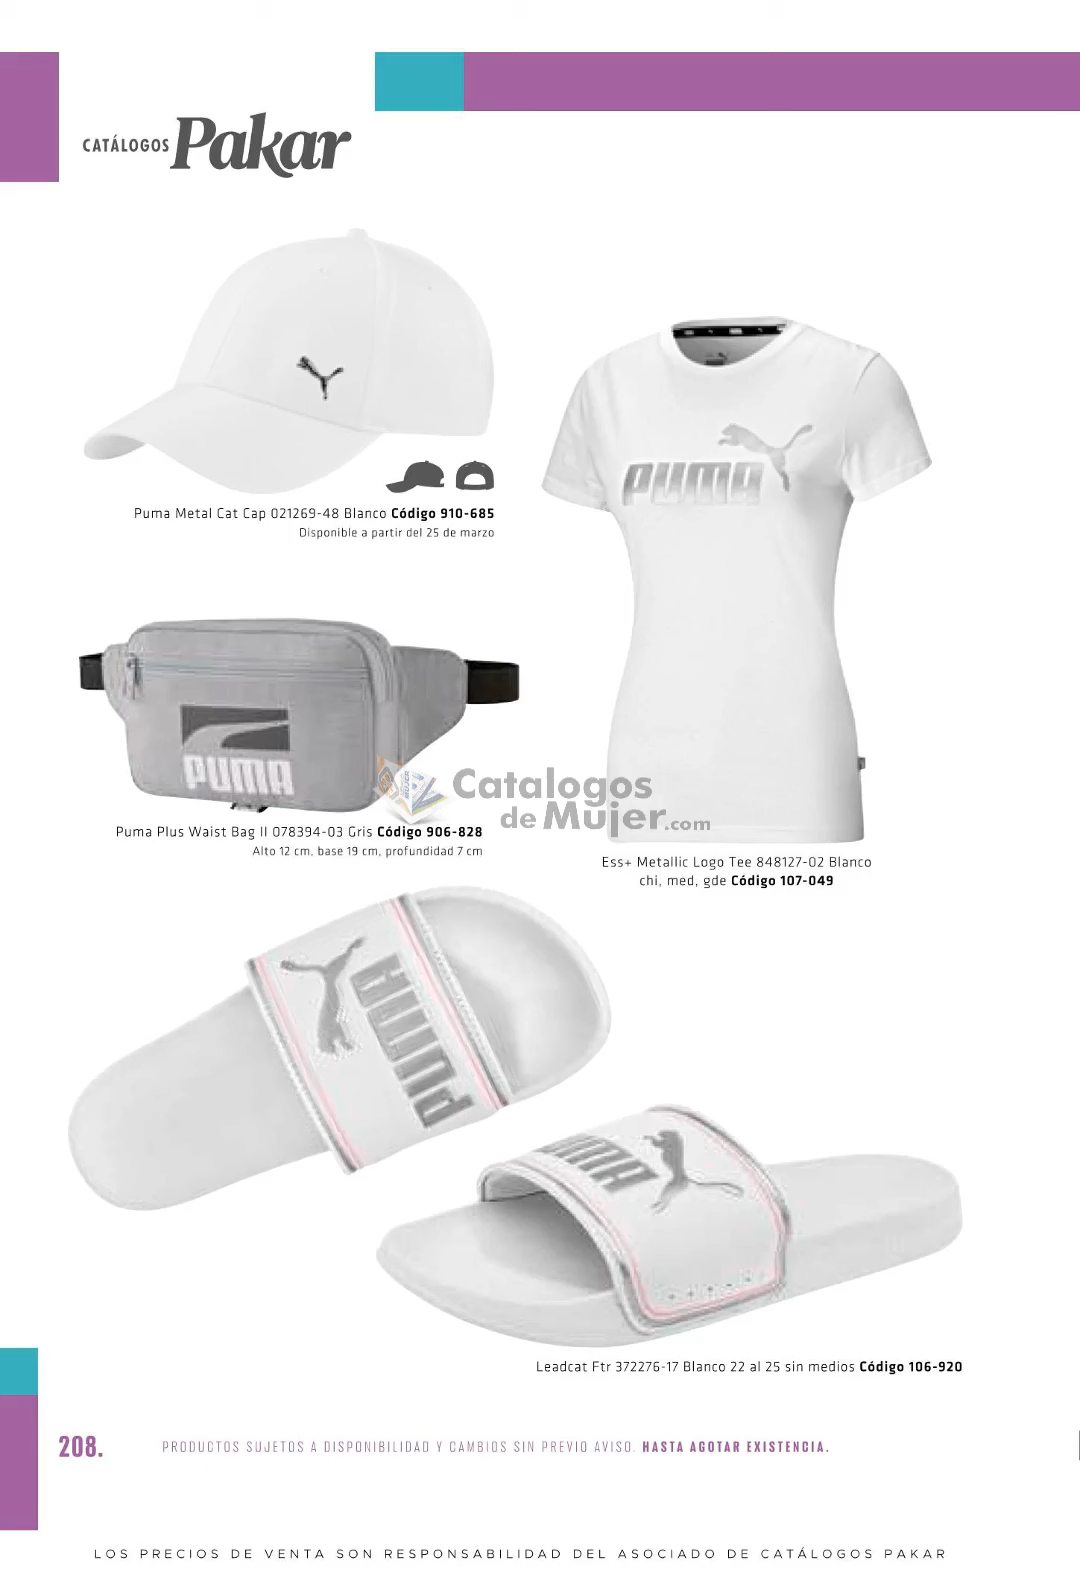 CATÁLOGOS Pakar
Puma Metal Cat Cap 021269-48 Blanco Código 910-685
Disponible a partir del 25 de marzo
PUMA
PUMA
Puma Plus Waist Bag II 078394-03 Gris Código 906-828
Alto 12 cm, base 19 cm, profundidad 7 cm
Catalogos
de Mujer.com
Ess+ Metallic Logo Tee 848127-02 Blanco
chi, med, gde Código 107-049
PUMA
PUMA
Leadcat Ftr 372276-17 Blanco 22 al 25 sin medios Código 106-920
208.
PRODUCTOS SUJETOS A DISPONIBILIDAD Y CAMBIOS SIN PREVIO AVISO. HASTA AGOTAR EXISTENCIA.
LOS PRECIOS DE VENTA SON RESPONSABILIDAD DEL ASOCIADO DE CATÁLOGOS PAKAR